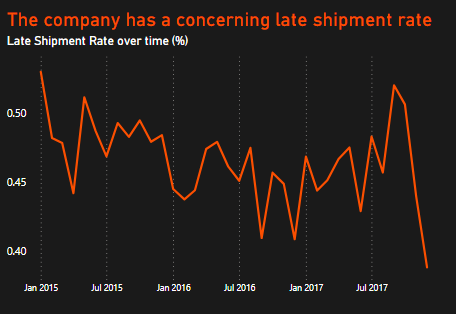 The company has a concerning late shipment rate
Late Shipment Rate over time (%)
0.50
0.45
0.40
Jan 2015 Jul 2015 Jan 2016 Jul 2016 Jan 2017 Jul 2017